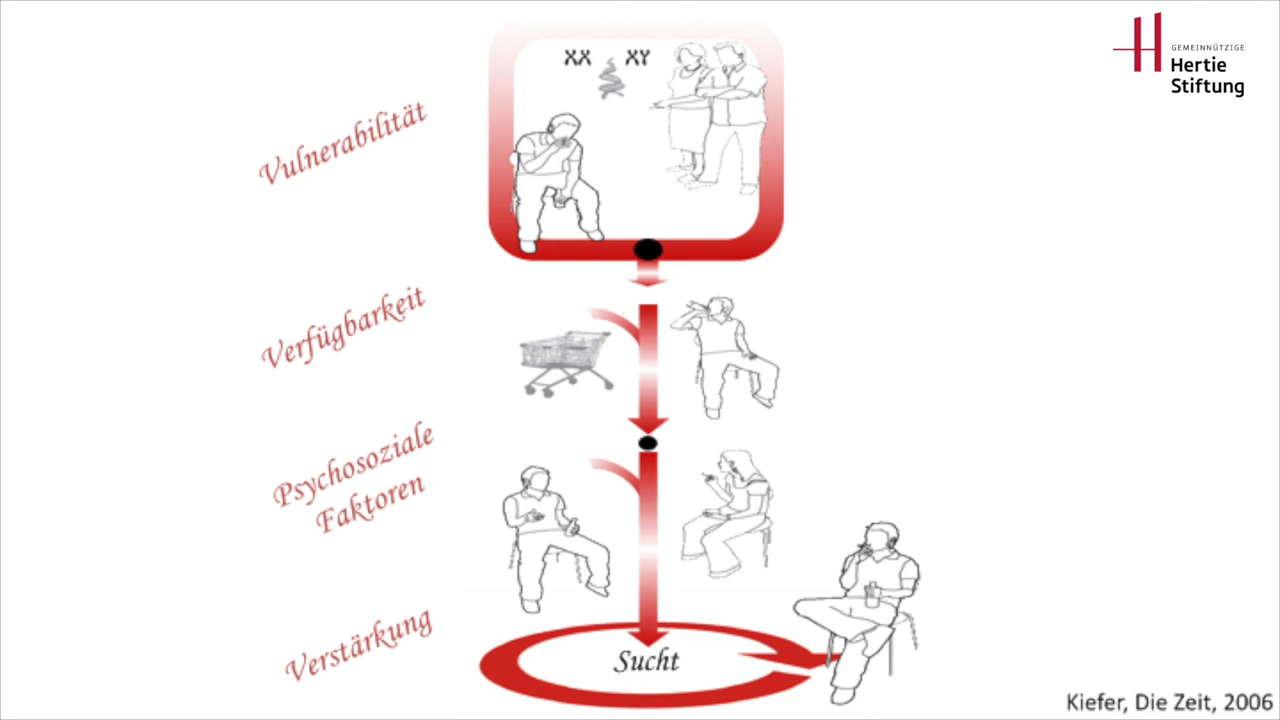 GEMEINNÜTZIGE
Hertie
Stiftung
XX XY
Vulnerabilität
Verfügbarkeit
Psychosoziale
Faktoren
Verstärkung
Sucht
Kiefer, Die Zeit, 2006